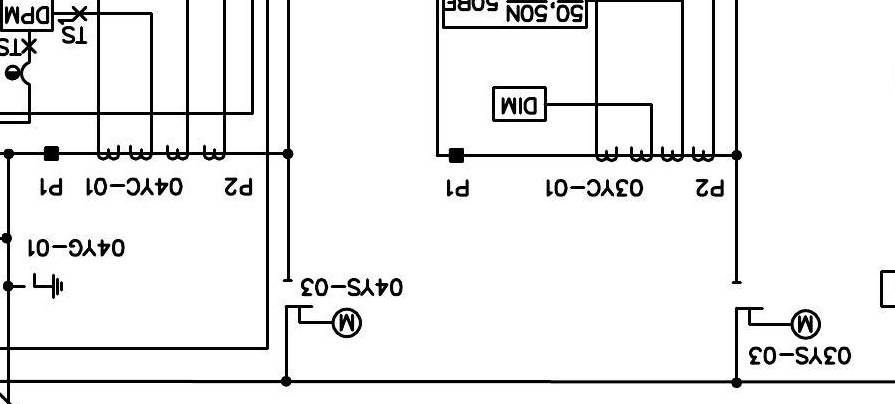 03YS-03
M
M
04YS-03
04YG-01
P2 03YC-01 P1
P2 04YC-01 P1
DIM
TS
TS
50,50N 50BF
DPM